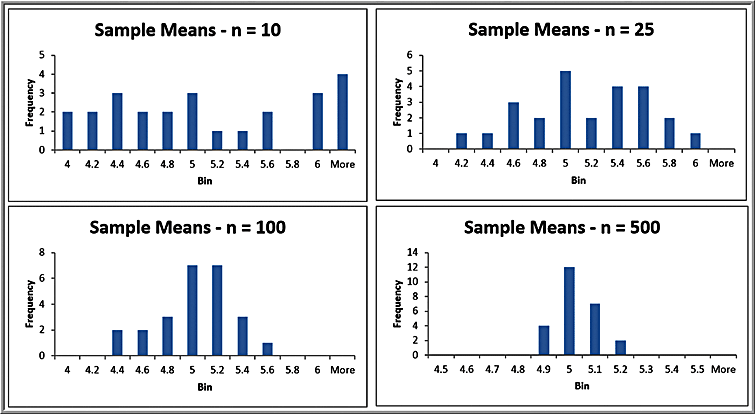 Sample Means - n = 10
5
4
3
2
1
0
Frequency
4 4.2 4.4 4.6 4.8 5 5.2 5.4 5.6 5.8 6 More
Bin
Sample Means - n = 25
6
5
4
3
2
1
0
Frequency
4 4.2 4.4 4.6 4.8 5 5.2 5.4 5.6 5.8 6 More
Bin
Sample Means - n = 100
8
6
4
2
0
Frequency
4 4.2 4.4 4.6 4.8 5 5.2 5.4 5.6 5.8 6 More
Bin
Sample Means - n = 500
14
12
10
8
6
4
2
0
Frequency
4.5 4.6 4.7 4.8 4.9 5 5.1 5.2 5.3 5.4 5.5 More
Bin